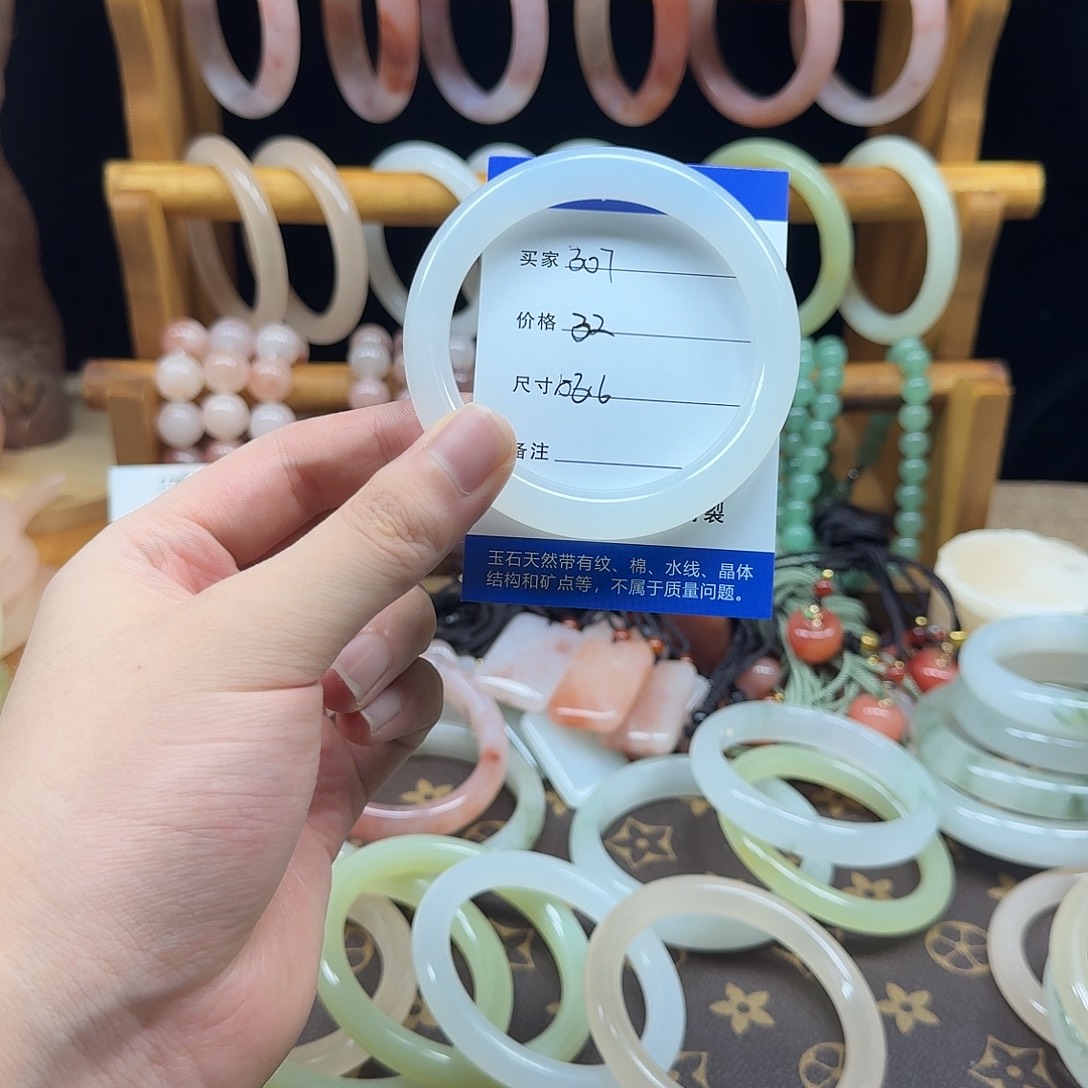 买家 307
价格 32
尺寸
备注
裂
玉石天然带有纹、棉、水线、晶体
结构和矿点等，不属于质量问题。